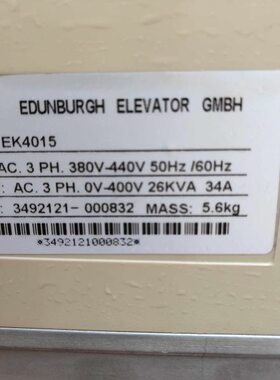 EDUNBURGH ELEVATOR GMBH
EK4015
AC. 3 PH. 380V-440V 50Hz /60Hz
: AC. 3 PH. 0V-400V 26KVA 34A
: 3492121- 000832 MASS: 5.6kg
*3492121000832*